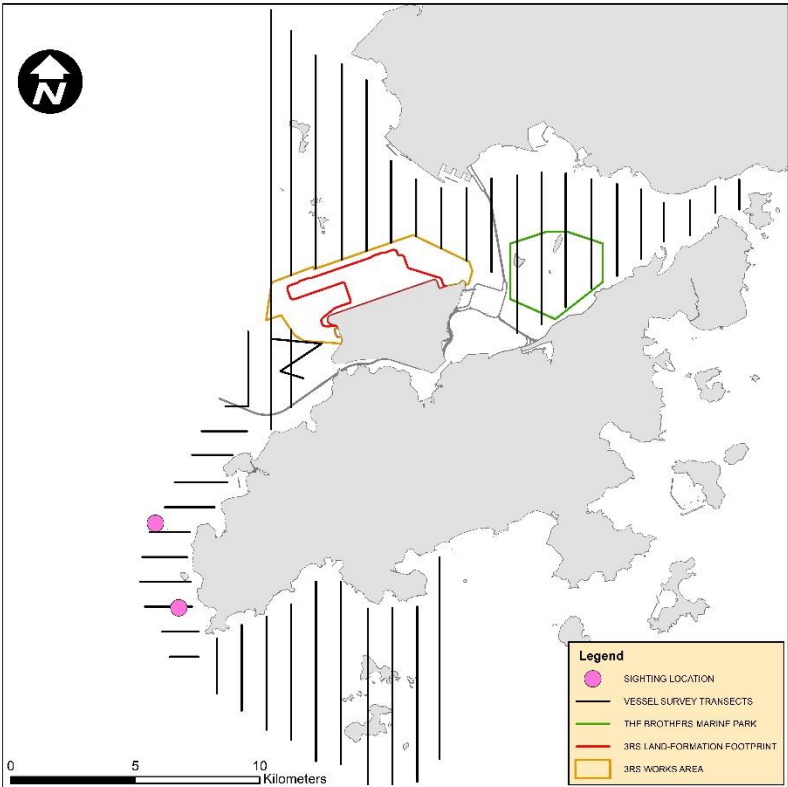 N
Legend
SIGHTING LOCATION
VESSEL SURVEY TRANSECTS
THE BROTHERS MARINE PARK
3RS LAND-FORMATION FOOTPRINT
3RS WORKS AREA
0 5 10
Kilometers